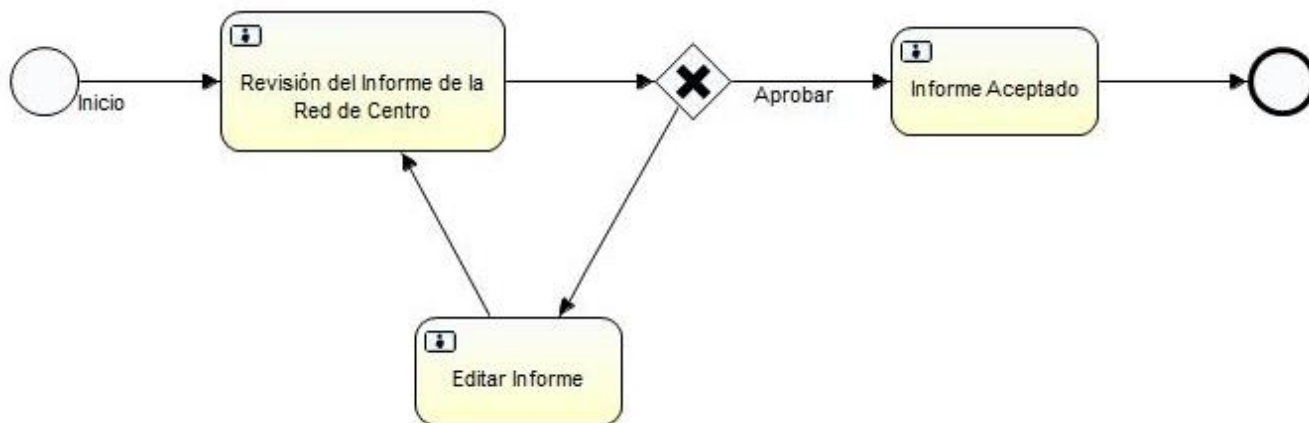 Inicio
Revisión del Informe de la
Red de Centro
Aprobar
Informe Aceptado
Editar Informe